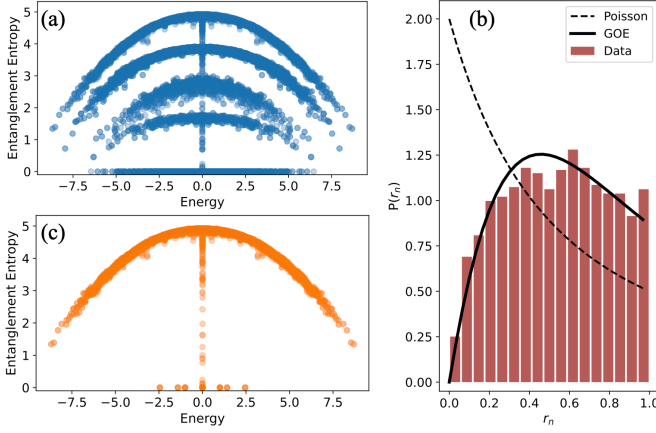 (a)
Entanglement Entropy
5
4
3
2
1
0
−7.5 −5.0 −2.5 0.0 2.5 5.0 7.5
Energy
(c)
Entanglement Entropy
5
4
3
2
1
0
−7.5 −5.0 −2.5 0.0 2.5 5.0 7.5
Energy
(b)
Poisson
GOE
Data
P(rₙ)
2.00
1.75
1.50
1.25
1.00
0.75
0.50
0.25
0.00
0.0 0.2 0.4 0.6 0.8 1.0
rₙ